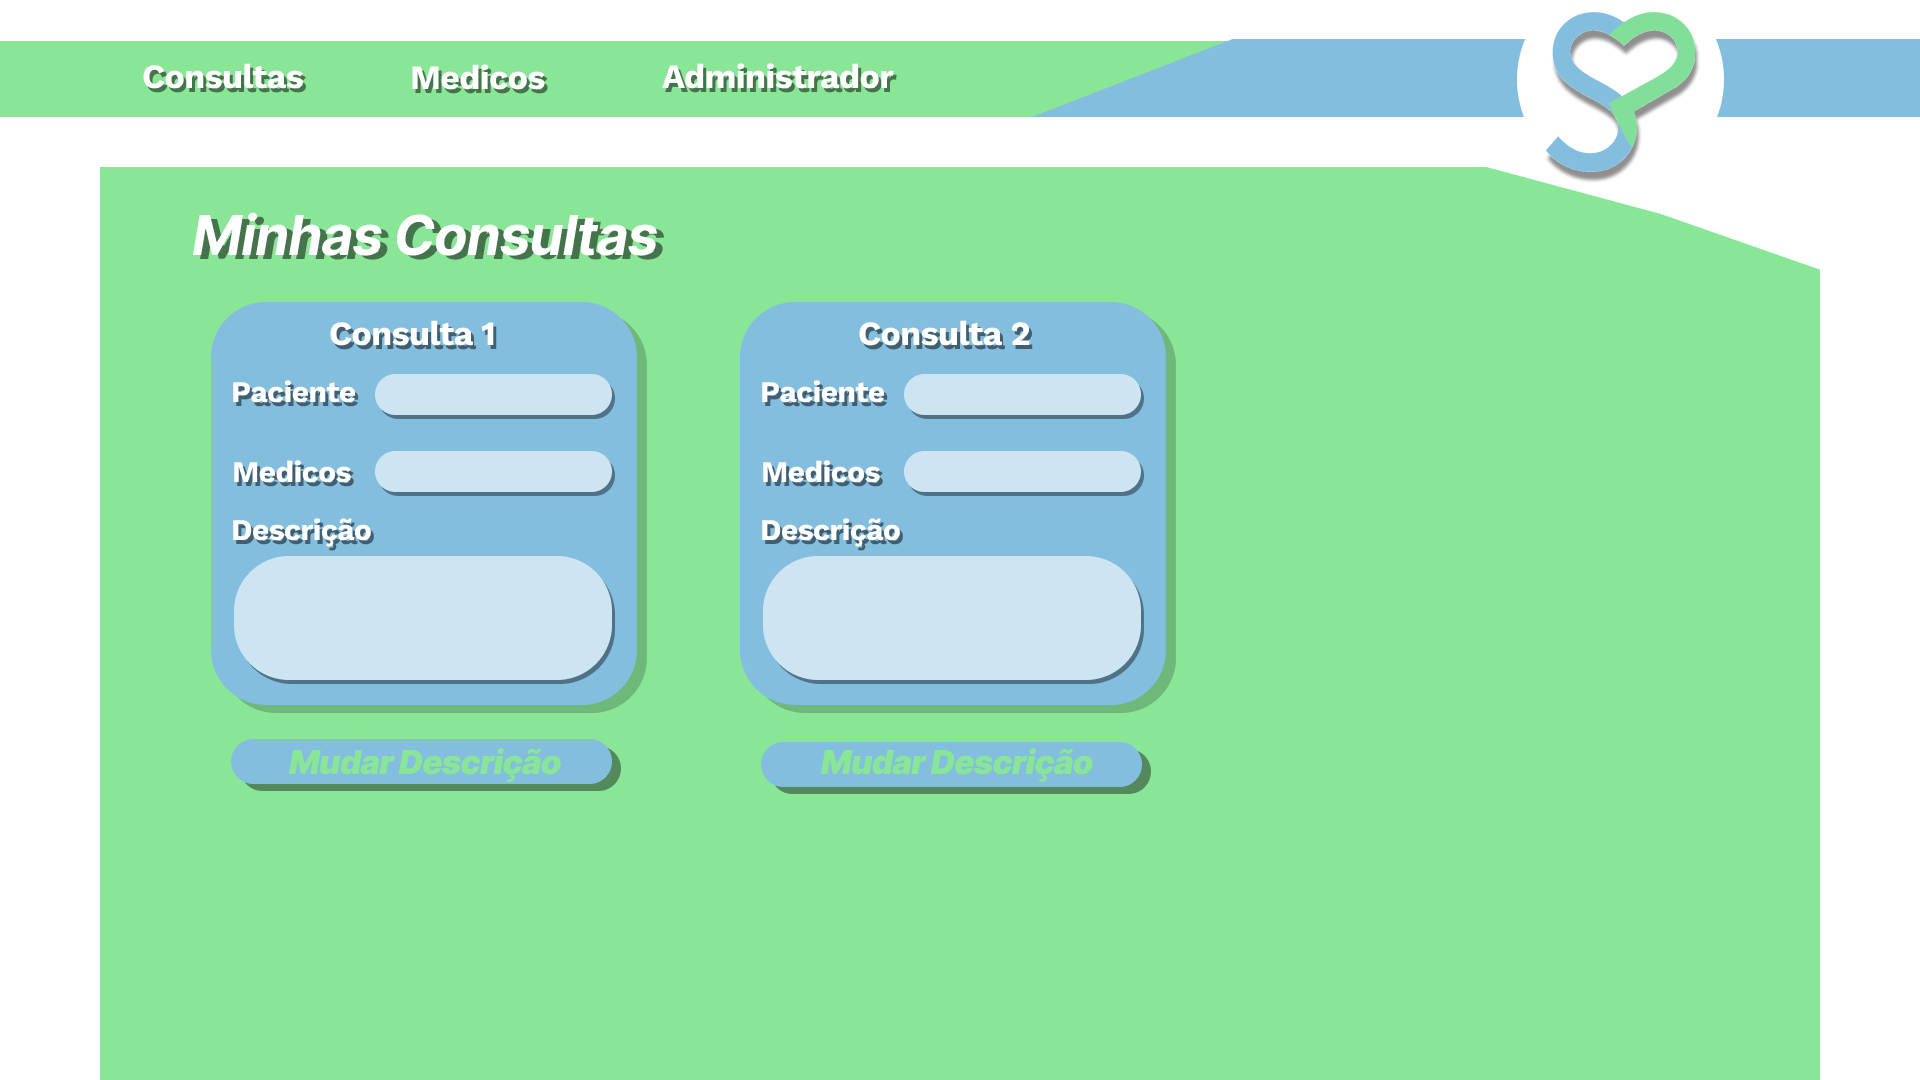 Consultas Medicos Administrador
Minhas Consultas
Consulta 1
Paciente
Medicos
Descrição
Mudar Descrição
Consulta 2
Paciente
Medicos
Descrição
Mudar Descrição